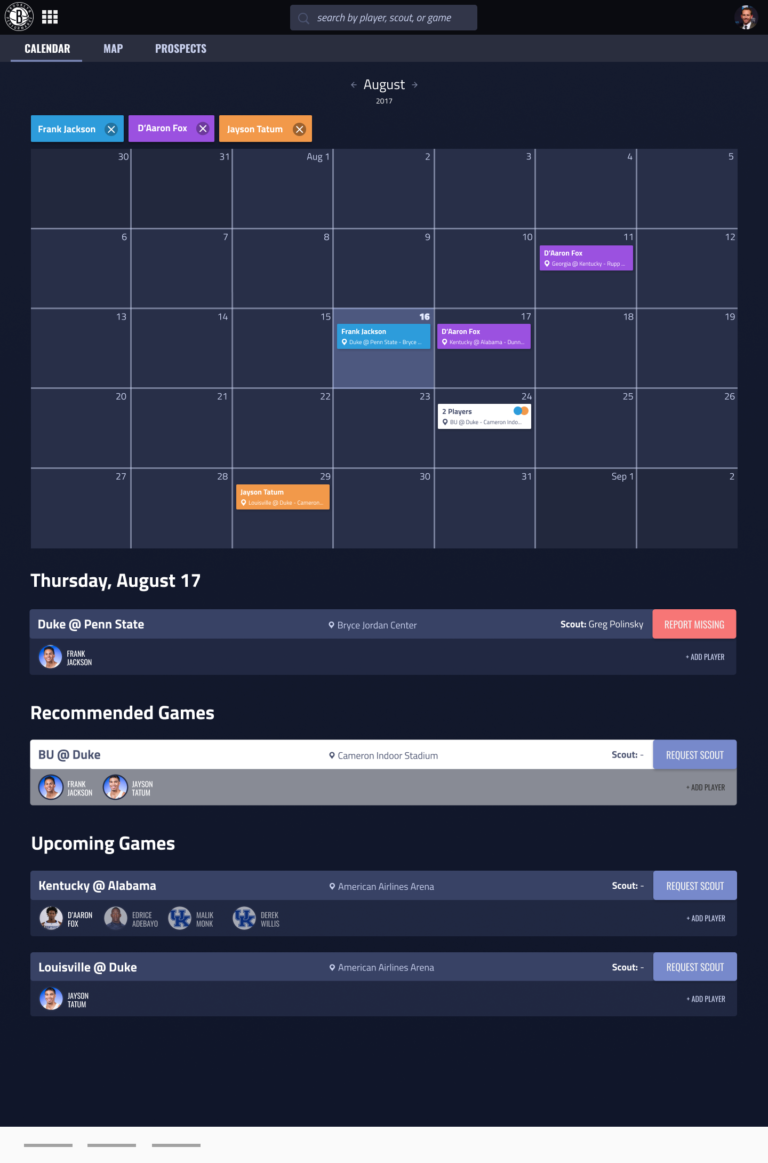 search by player, scout, or game
CALENDAR MAP PROSPECTS
← August →
2017
Frank Jackson D'Aaron Fox Jayson Tatum
30 31 Aug 1 2 3 4 5
6 7 8 9 10 11 12
D'Aaron Fox
Georgia @ Kentucky - Rupp ...
13 14 15 16 17 18 19
Frank Jackson D'Aaron Fox
Duke @ Penn State - Bryce ... Kentucky @ Alabama - Dunn...
20 21 22 23 24 25 26
2 Players
BU @ Duke - Cameron Indo...
27 28 29 30 31 Sep 1 2
Jayson Tatum
Louisville @ Duke - Cameron...
Thursday, August 17
Duke @ Penn State Bryce Jordan Center Scout: Greg Polinsky REPORT MISSING
FRANK
JACKSON
+ ADD PLAYER
Recommended Games
BU @ Duke Cameron Indoor Stadium Scout: - REQUEST SCOUT
FRANK JAYSON
JACKSON TATUM
+ ADD PLAYER
Upcoming Games
Kentucky @ Alabama American Airlines Arena Scout: - REQUEST SCOUT
D'AARON EDRICE MALIK DEREK
FOX ADEBAYO MONK WILLIS
+ ADD PLAYER
Louisville @ Duke American Airlines Arena Scout: - REQUEST SCOUT
JAYSON
TATUM
+ ADD PLAYER